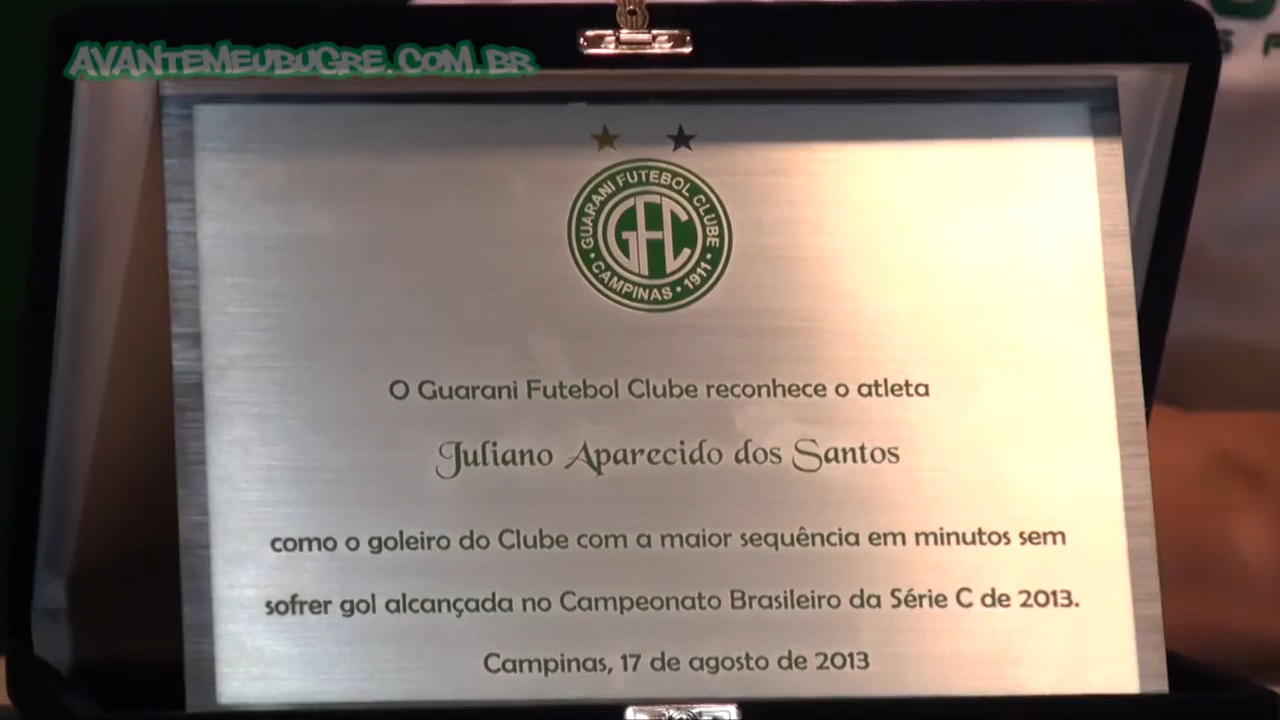 AVANTEMEUBUGRE.COM.BR
GUARANI FUTEBOL CLUBE
GFC
CAMPINAS • 1911
O Guarani Futebol Clube reconhece o atleta
Juliano Aparecido dos Santos
como o goleiro do Clube com a maior sequência em minutos sem
sofrer gol alcançada no Campeonato Brasileiro da Série C de 2013.
Campinas, 17 de agosto de 2013